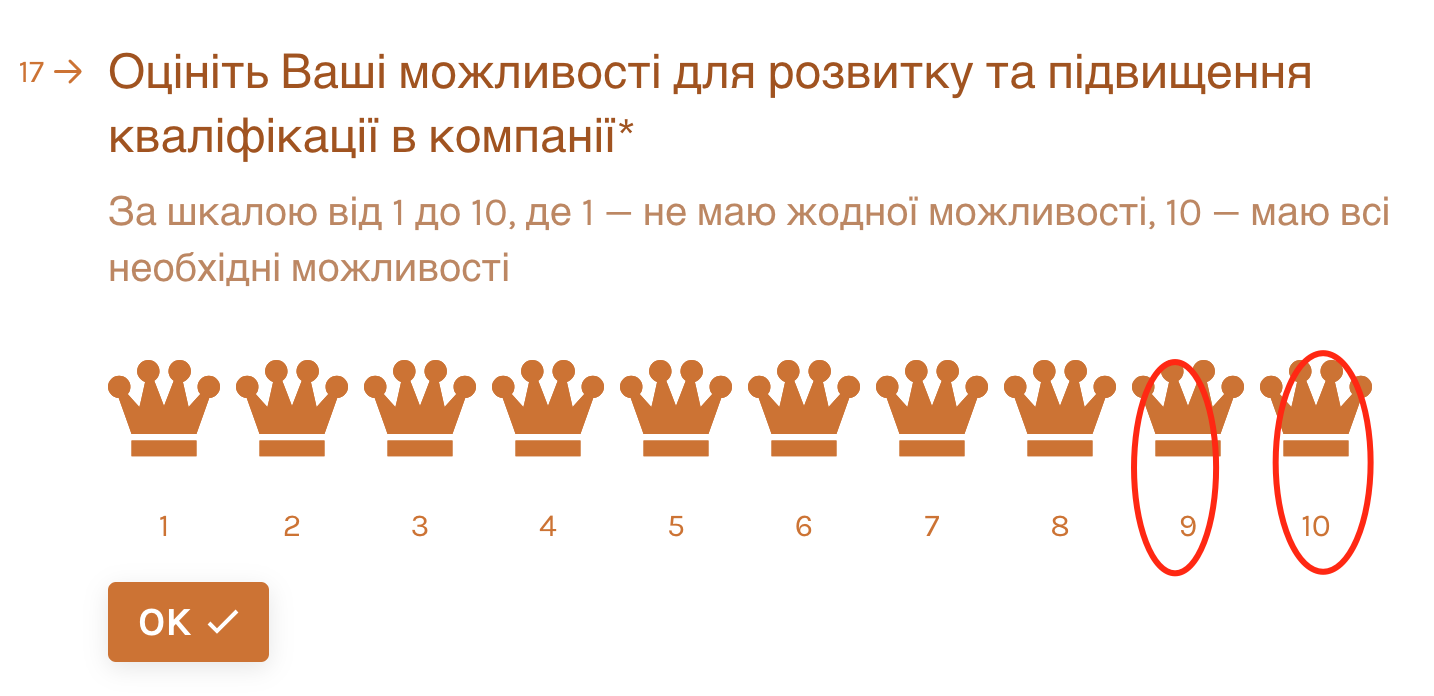 17 → Оцініть Ваші можливості для розвитку та підвищення
кваліфікації в компанії*
За шкалою від 1 до 10, де 1 — не маю жодної можливості, 10 — маю всі
необхідні можливості
1 2 3 4 5 6 7 8 9 10
OK ✓